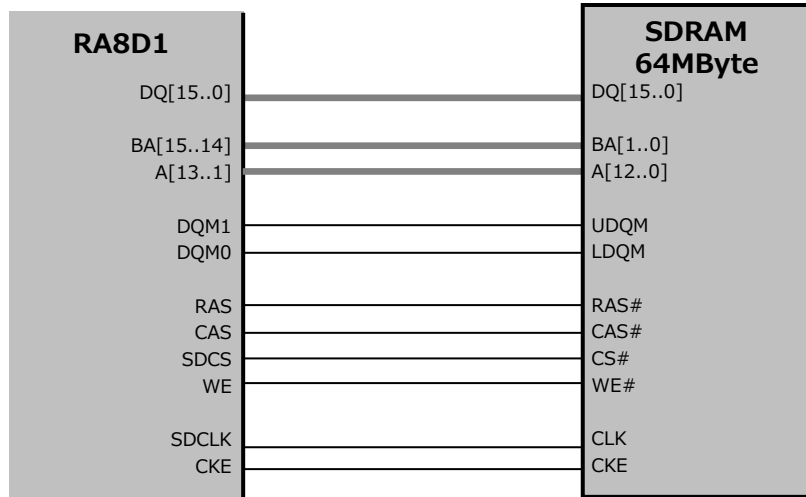 RA8D1
SDRAM
64MByte
DQ[15..0]
DQ[15..0]
BA[15..14]
BA[1..0]
A[13..1]
A[12..0]
DQM1
UDQM
DQM0
LDQM
RAS
RAS#
CAS
CAS#
SDCS
CS#
WE
WE#
SDCLK
CLK
CKE
CKE